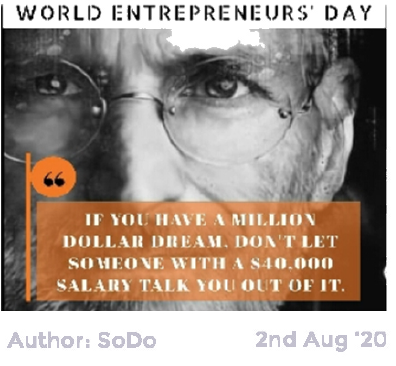 WORLD ENTREPRENEURS' DAY
“
IF YOU HAVE A MILLION
DOLLAR DREAM, DON'T LET
SOMEONE WITH A $40,000
SALARY TALK YOU OUT OF IT.
Author: SoDo
2nd Aug '20